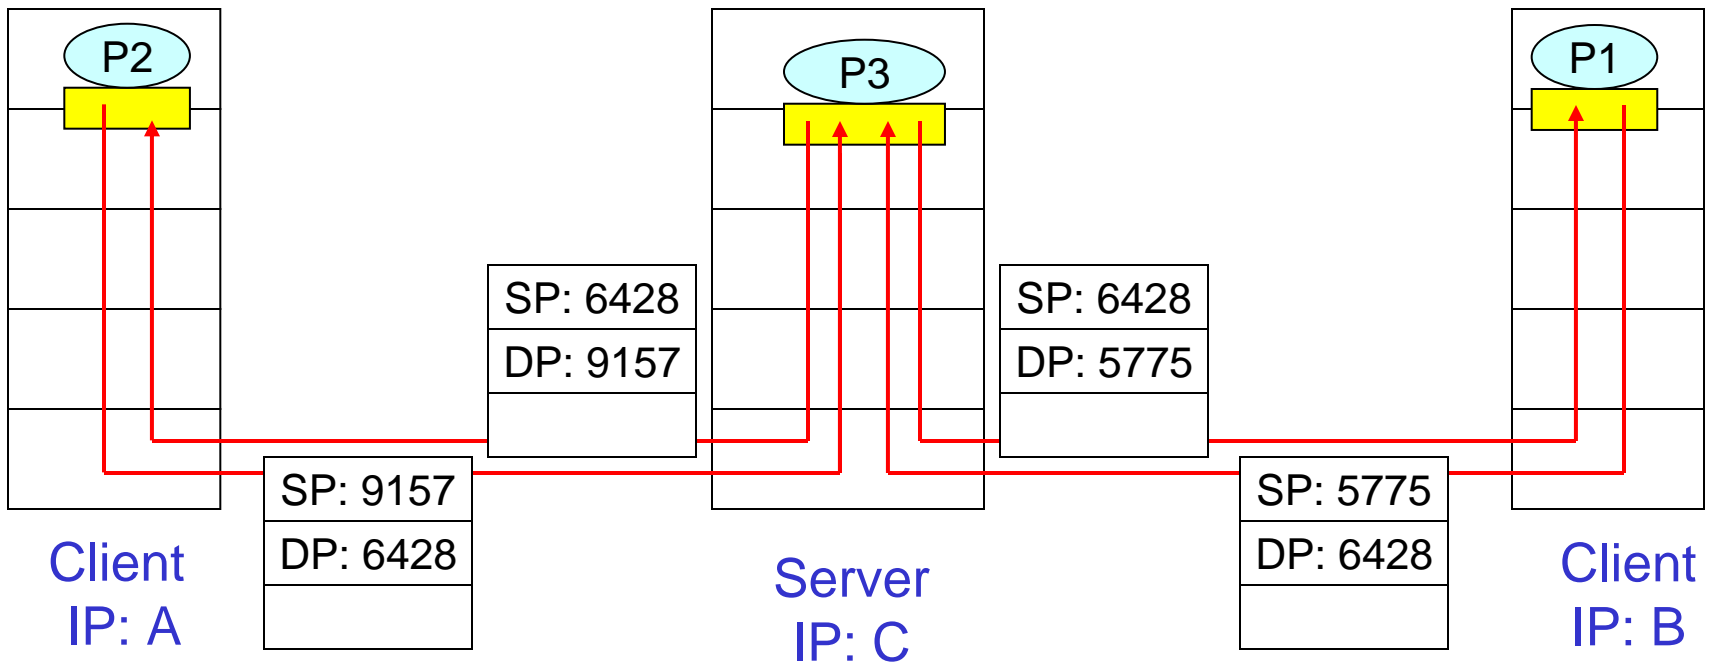 P2
P3
P1
SP: 6428
DP: 9157
SP: 6428
DP: 5775
SP: 9157
DP: 6428
SP: 5775
DP: 6428
Client
IP: A
Server
IP: C
Client
IP: B